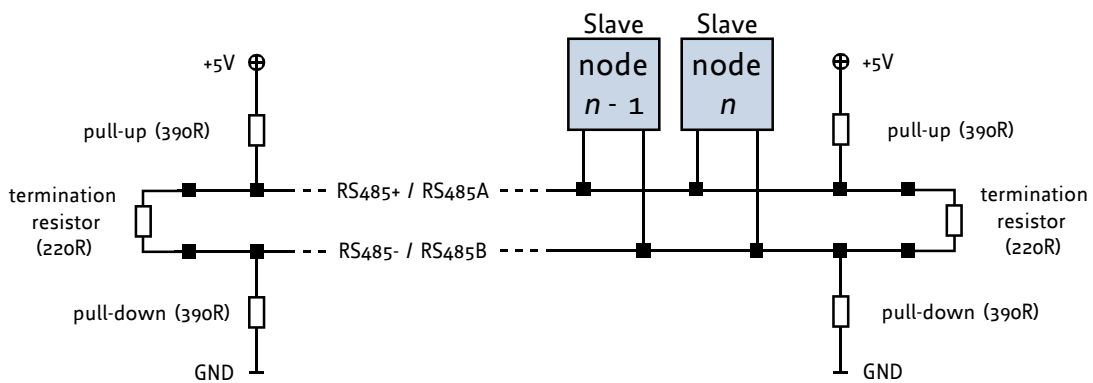 Slave
Slave
node
n - 1
node
n
+5V
+5V
pull-up (390R)
pull-up (390R)
termination
resistor
(220R)
RS485+ / RS485A
termination
resistor
(220R)
RS485- / RS485B
pull-down (390R)
pull-down (390R)
GND
GND